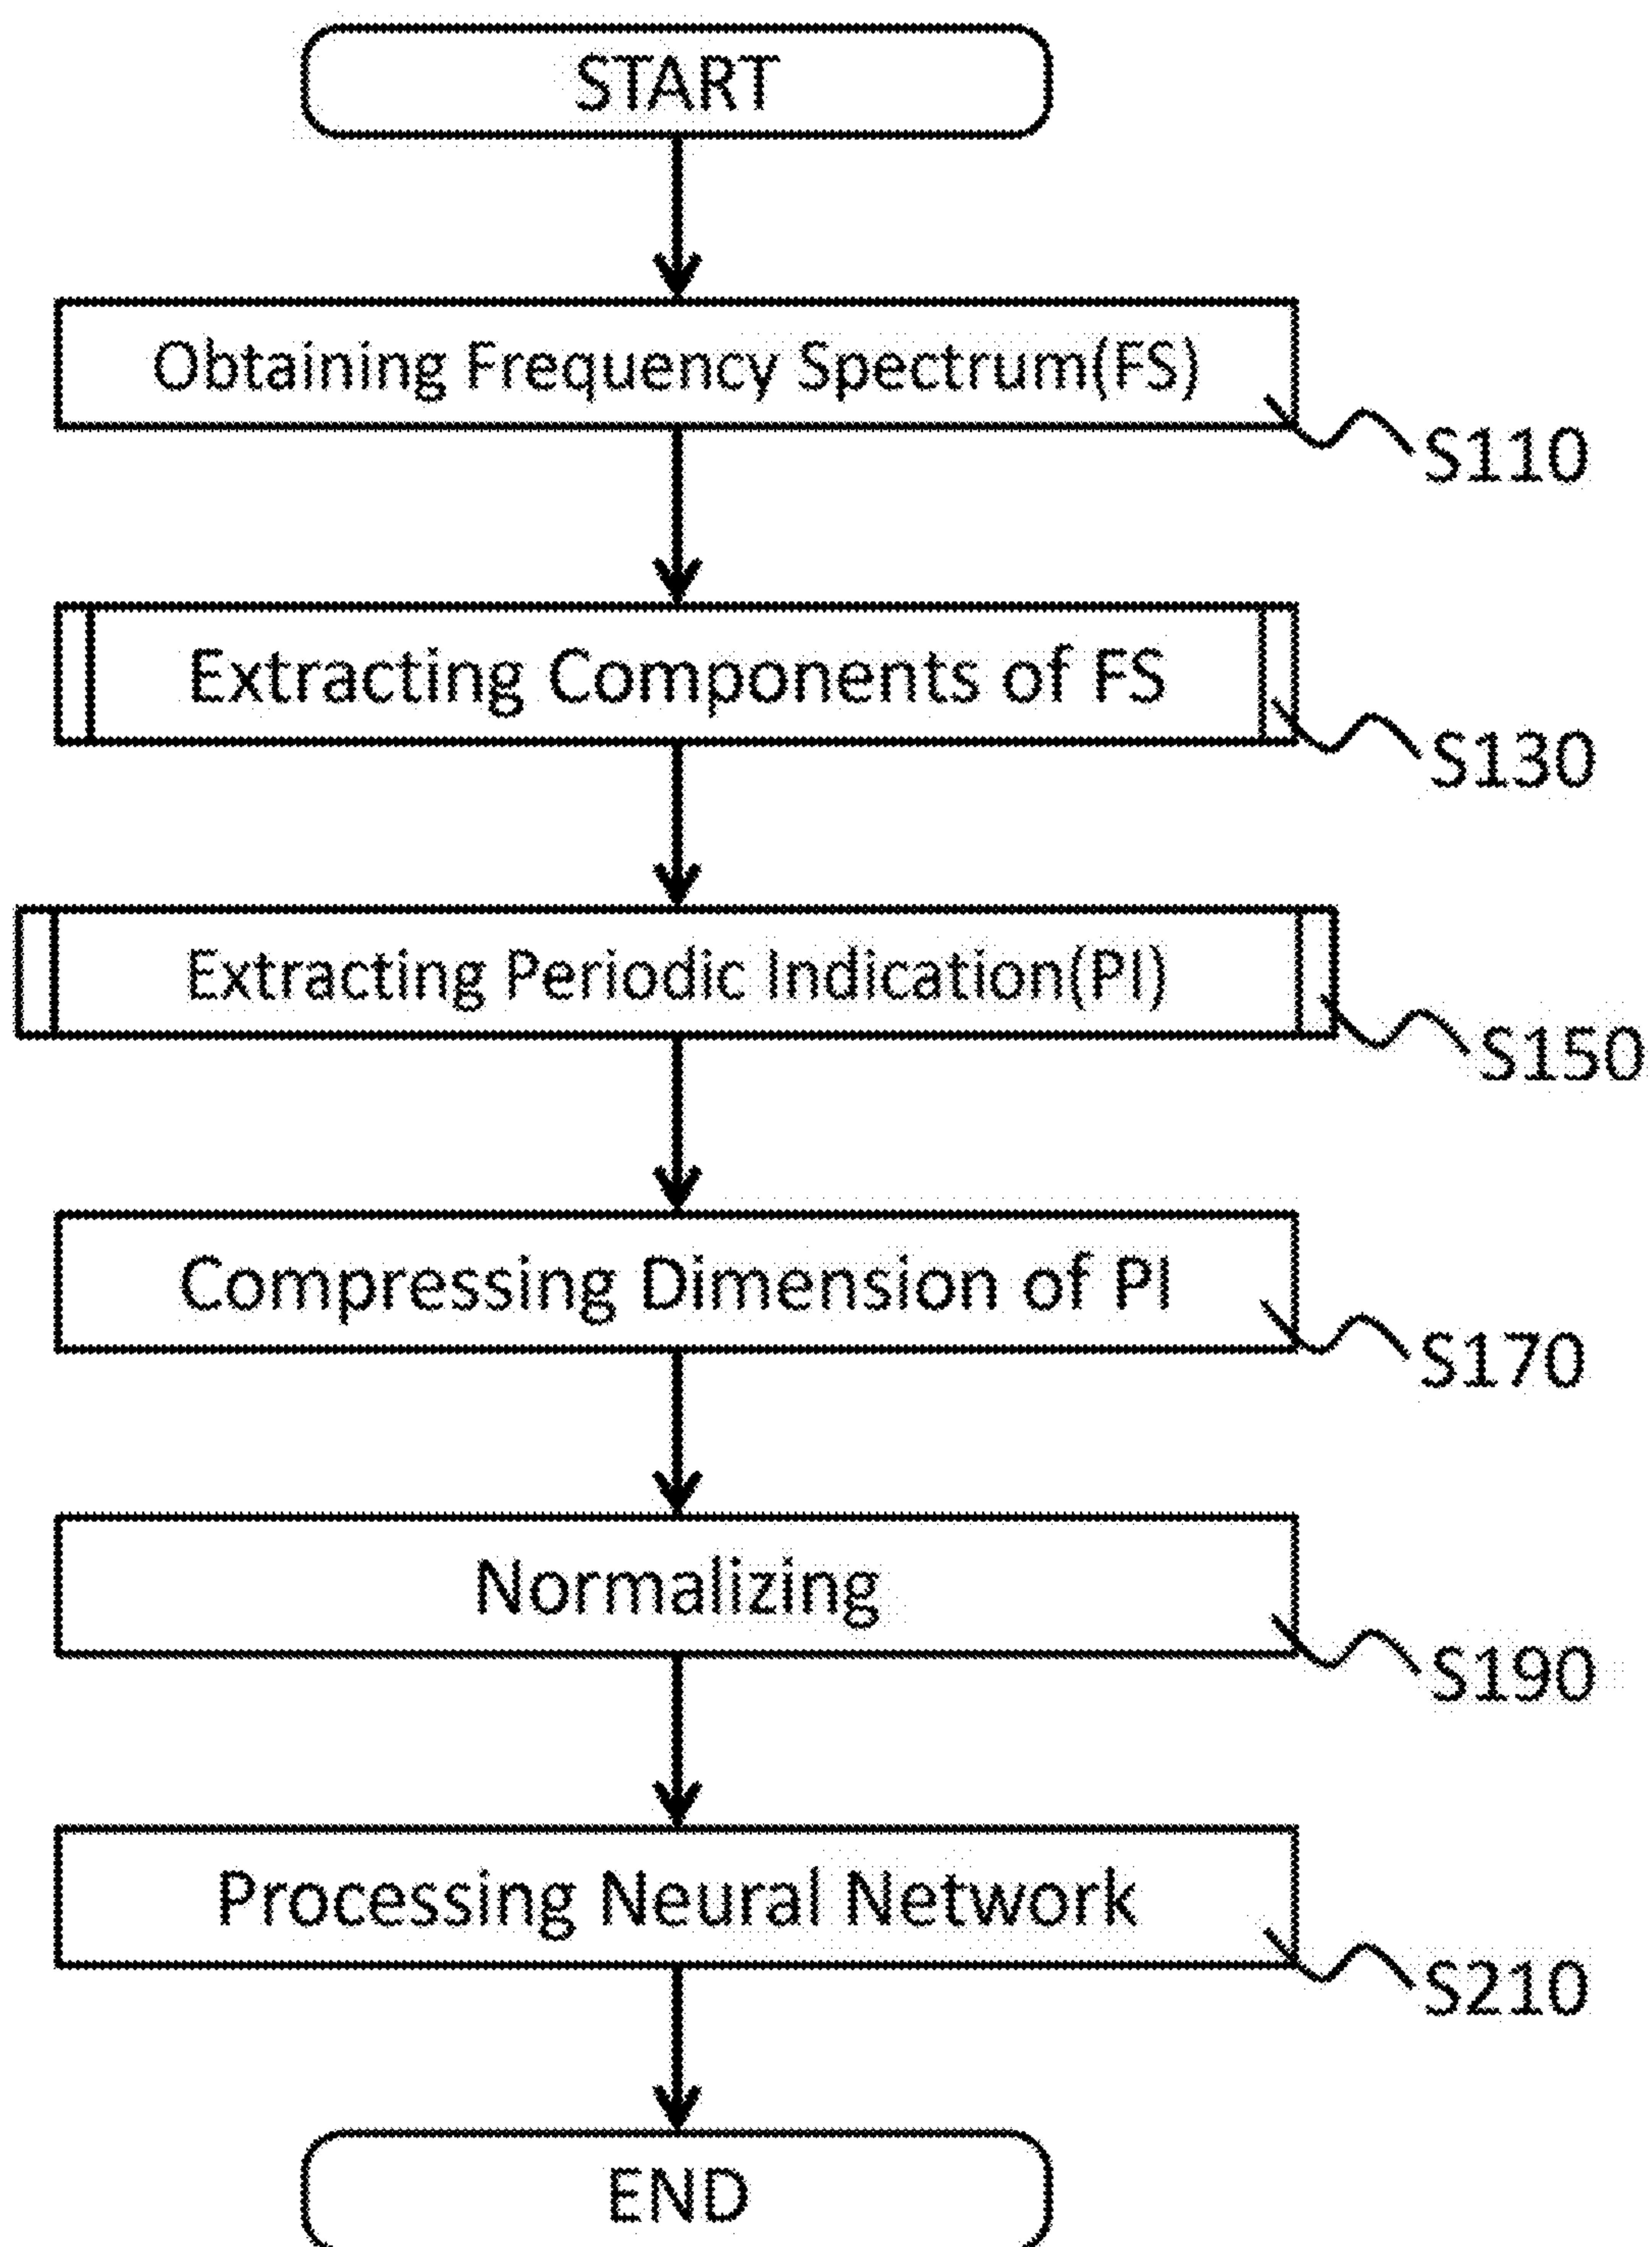 START
Obtaining Frequency Spectrum(FS)
S110
Extracting Components of FS
S130
Extracting Periodic Indication(PI)
S150
Compressing Dimension of PI
S170
Normalizing
S190
Processing Neural Network
S210
END